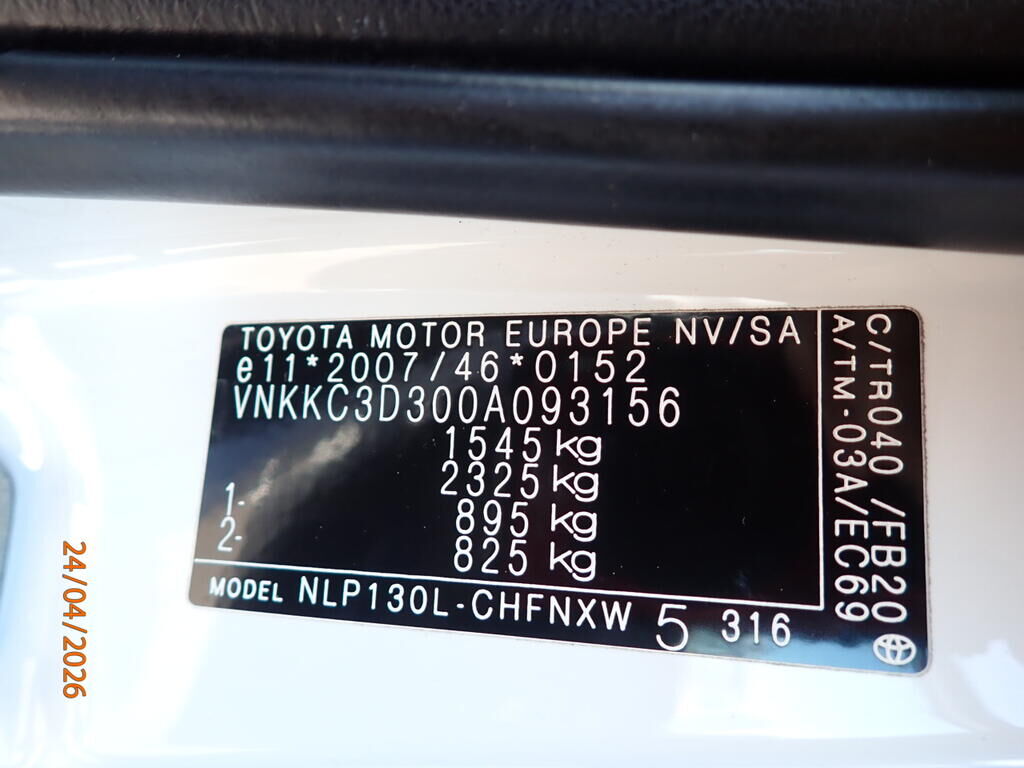 TOYOTA MOTOR EUROPE NV/SA
e11*2007/46*0152
VNKKC3D300A093156
1545 kg
2325 kg
1- 895 kg
2- 825 kg
MODEL NLP130L-CHFNXW 5 316
C/TR040 /FB20
A/TM-03A/EC69
24/04/2026